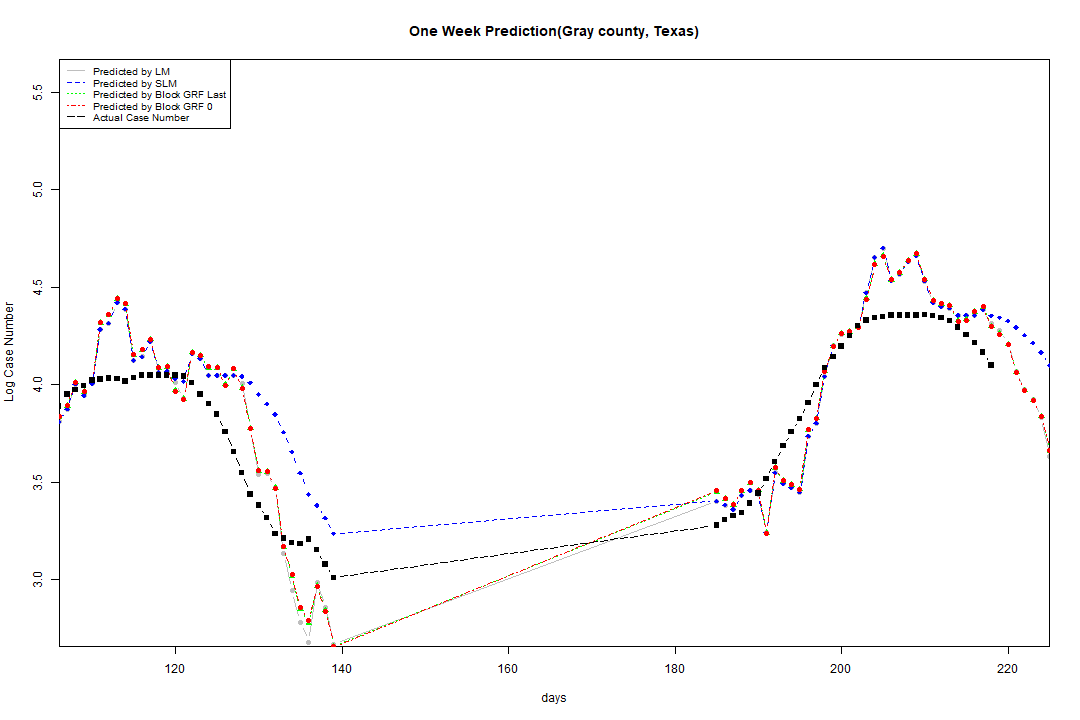 One Week Prediction(Gray county, Texas)
Predicted by LM
Predicted by SLM
Predicted by Block GRF Last
Predicted by Block GRF 0
Actual Case Number
5.5
5.0
4.5
4.0
3.5
3.0
Log Case Number
120 140 160 180 200 220
days